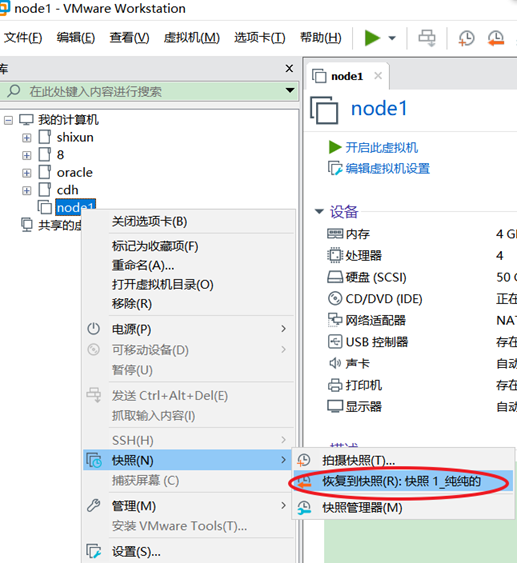 node1 - VMware Workstation
文件(F) 编辑(E) 查看(V) 虚拟机(M) 选项卡(T) 帮助(H)
库
在此处键入内容进行搜索
我的计算机
shixun
8
oracle
cdh
node1
共享的虚
关闭选项卡(B)
标记为收藏项(F)
重命名(A)...
打开虚拟机目录(O)
移除(R)
电源(P)
可移动设备(D)
暂停(U)
发送 Ctrl+Alt+Del(E)
抓取输入内容(I)
SSH(H)
快照(N)
捕获屏幕 (C)
管理(M)
安装 VMware Tools(T)...
设置(S)...
拍摄快照(T)...
恢复到快照(R): 快照 1_纯纯的
快照管理器(M)
node1
node1
开启此虚拟机
编辑虚拟机设置
设备
内存 4 G
处理器 4
硬盘 (SCSI) 50
CD/DVD (IDE) 正在
网络适配器 NA
USB 控制器 存在
声卡 自动
打印机 存在
显示器 自动